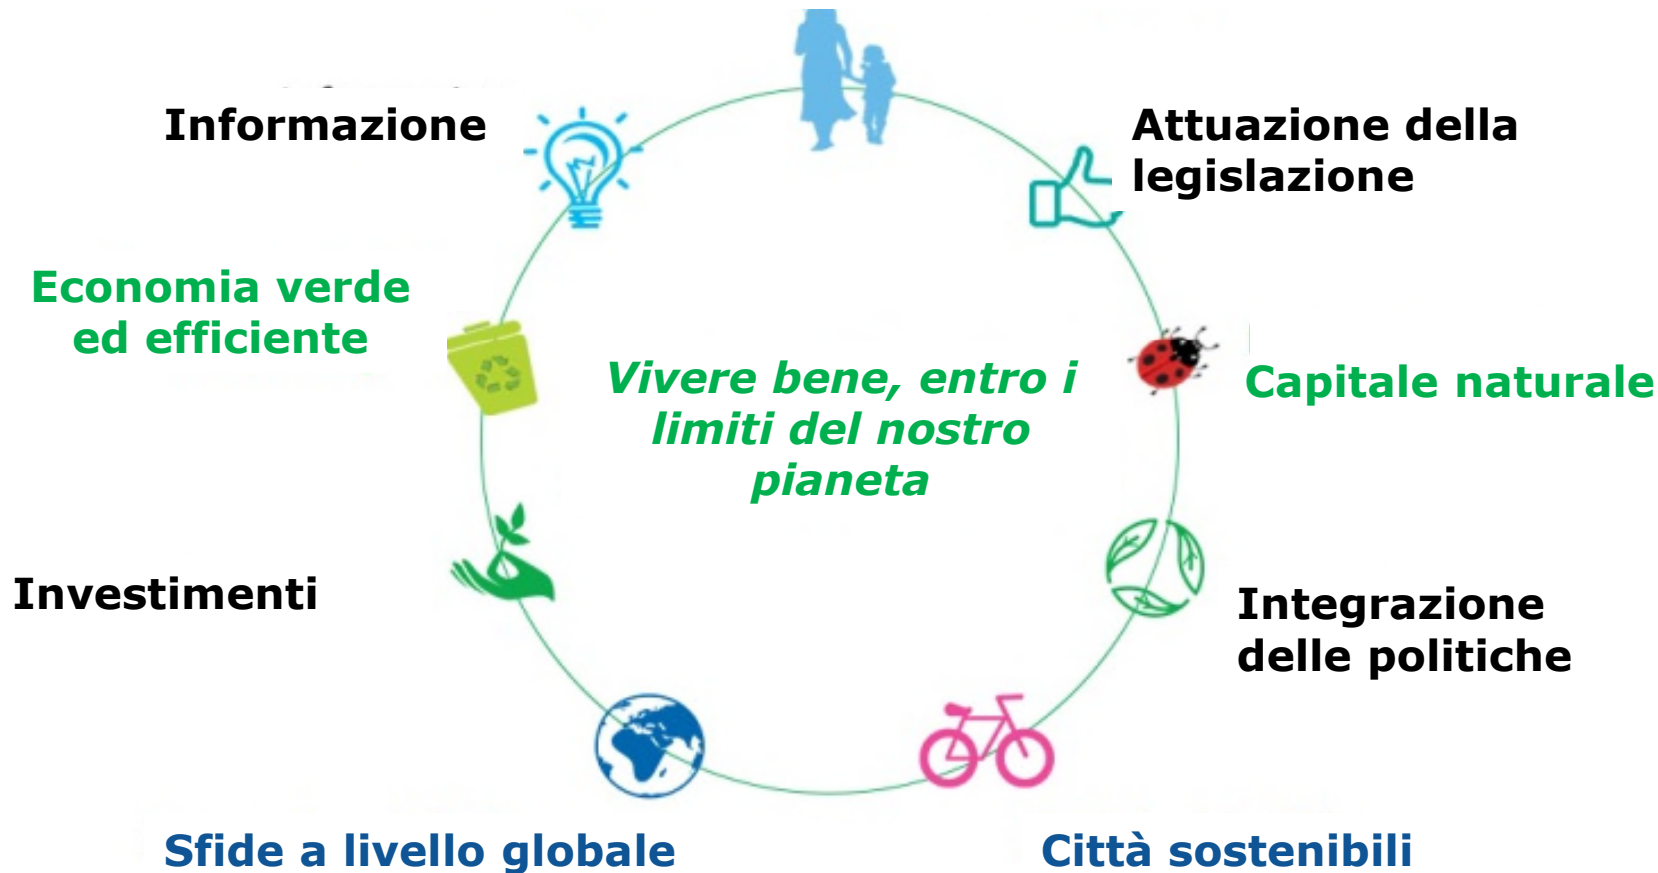 Informazione
Attuazione della
legislazione
Economia verde
ed efficiente
Vivere bene, entro i
limiti del nostro
pianeta
Capitale naturale
Investimenti
Integrazione
delle politiche
Sfide a livello globale
Città sostenibili